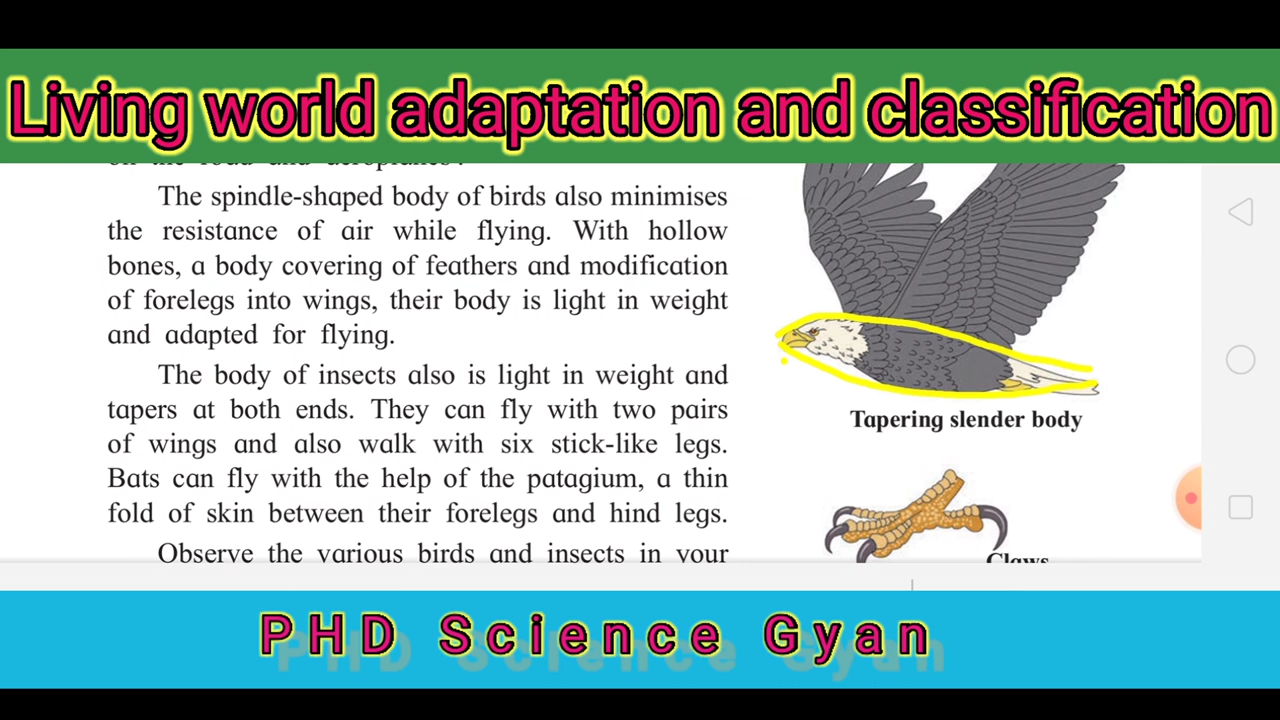 Living world adaptation and classification
The spindle-shaped body of birds also minimises
the resistance of air while flying. With hollow
bones, a body covering of feathers and modification
of forelegs into wings, their body is light in weight
and adapted for flying.
The body of insects also is light in weight and
tapers at both ends. They can fly with two pairs
of wings and also walk with six stick-like legs.
Bats can fly with the help of the patagium, a thin
fold of skin between their forelegs and hind legs.
Observe the various birds and insects in your
Tapering slender body
Claws
PHD Science Gyan